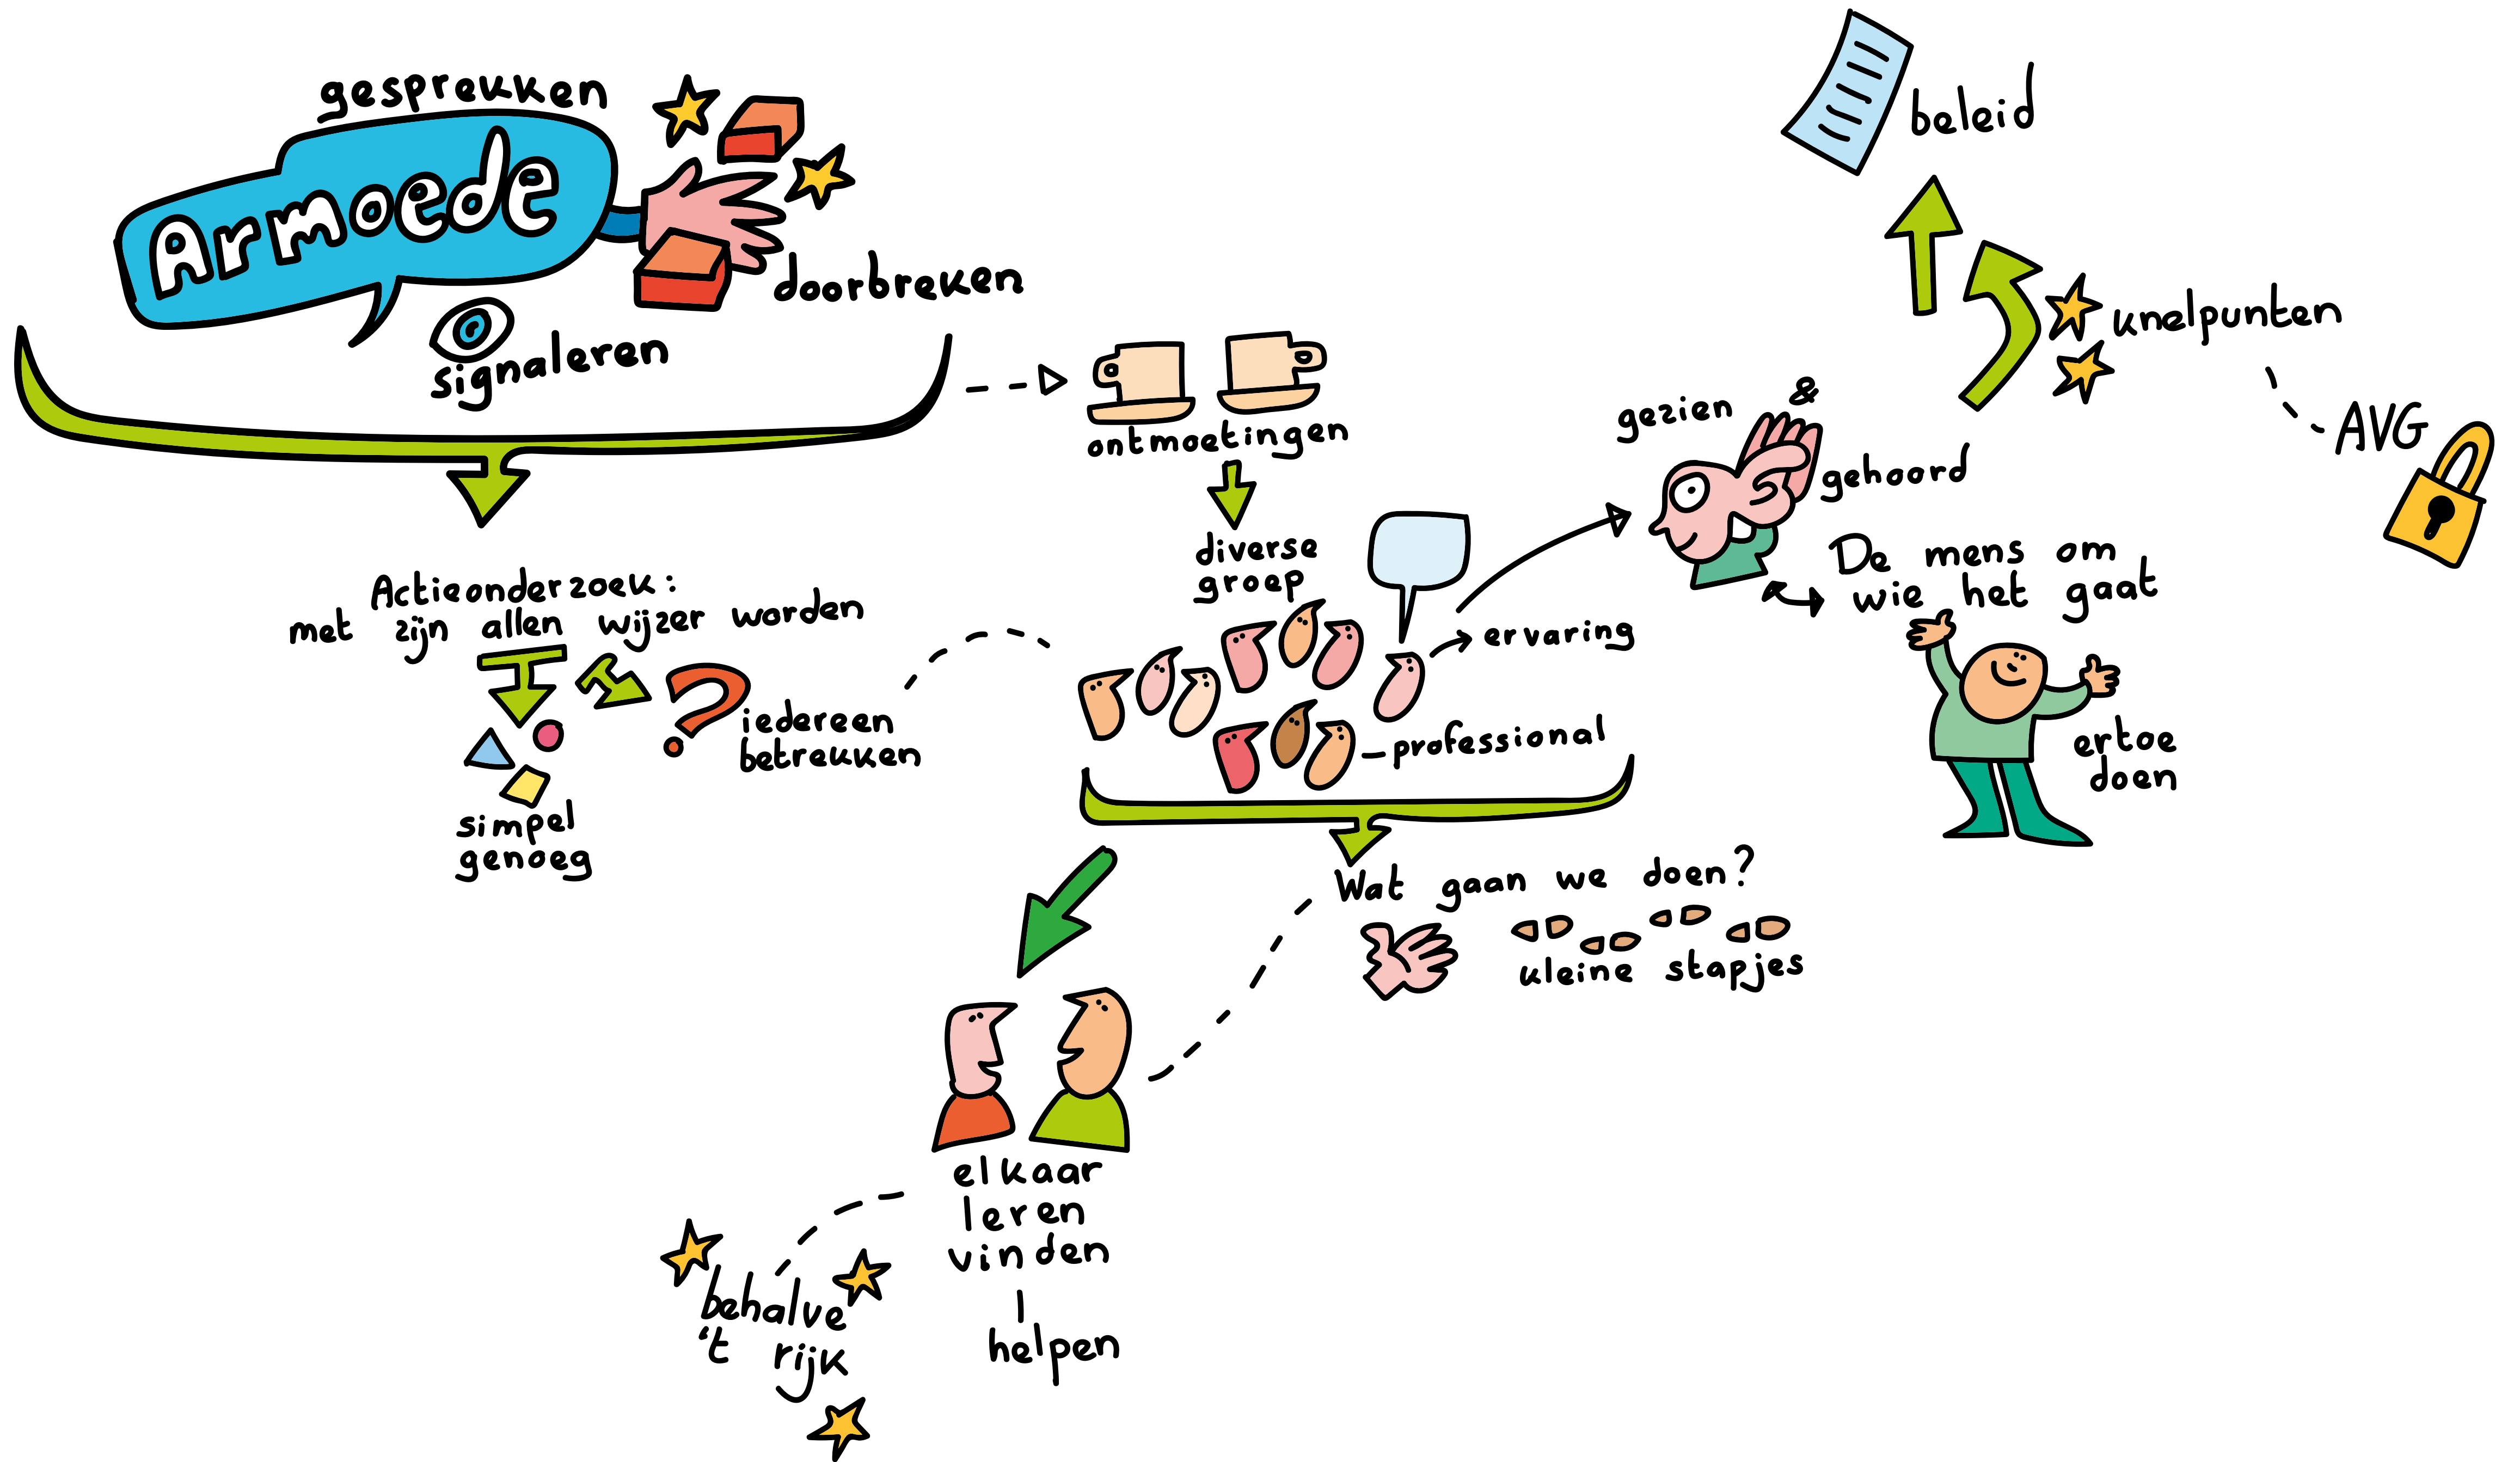 gesprekken
Armoede
doorbreken
signaleren
ontmoetingen
diverse
groep
Actieonderzoek:
met zijn allen wijzer worden
iedereen
betrekken
simpel
genoeg
ervaring
professional
gezien &
gehoord
De mens om
wie het gaat
ertoe
doen
beleid
knelpunten
AVG
Wat gaan we doen?
kleine stapjes
elkaar
leren
vinden
helpen
behalve
't rijk